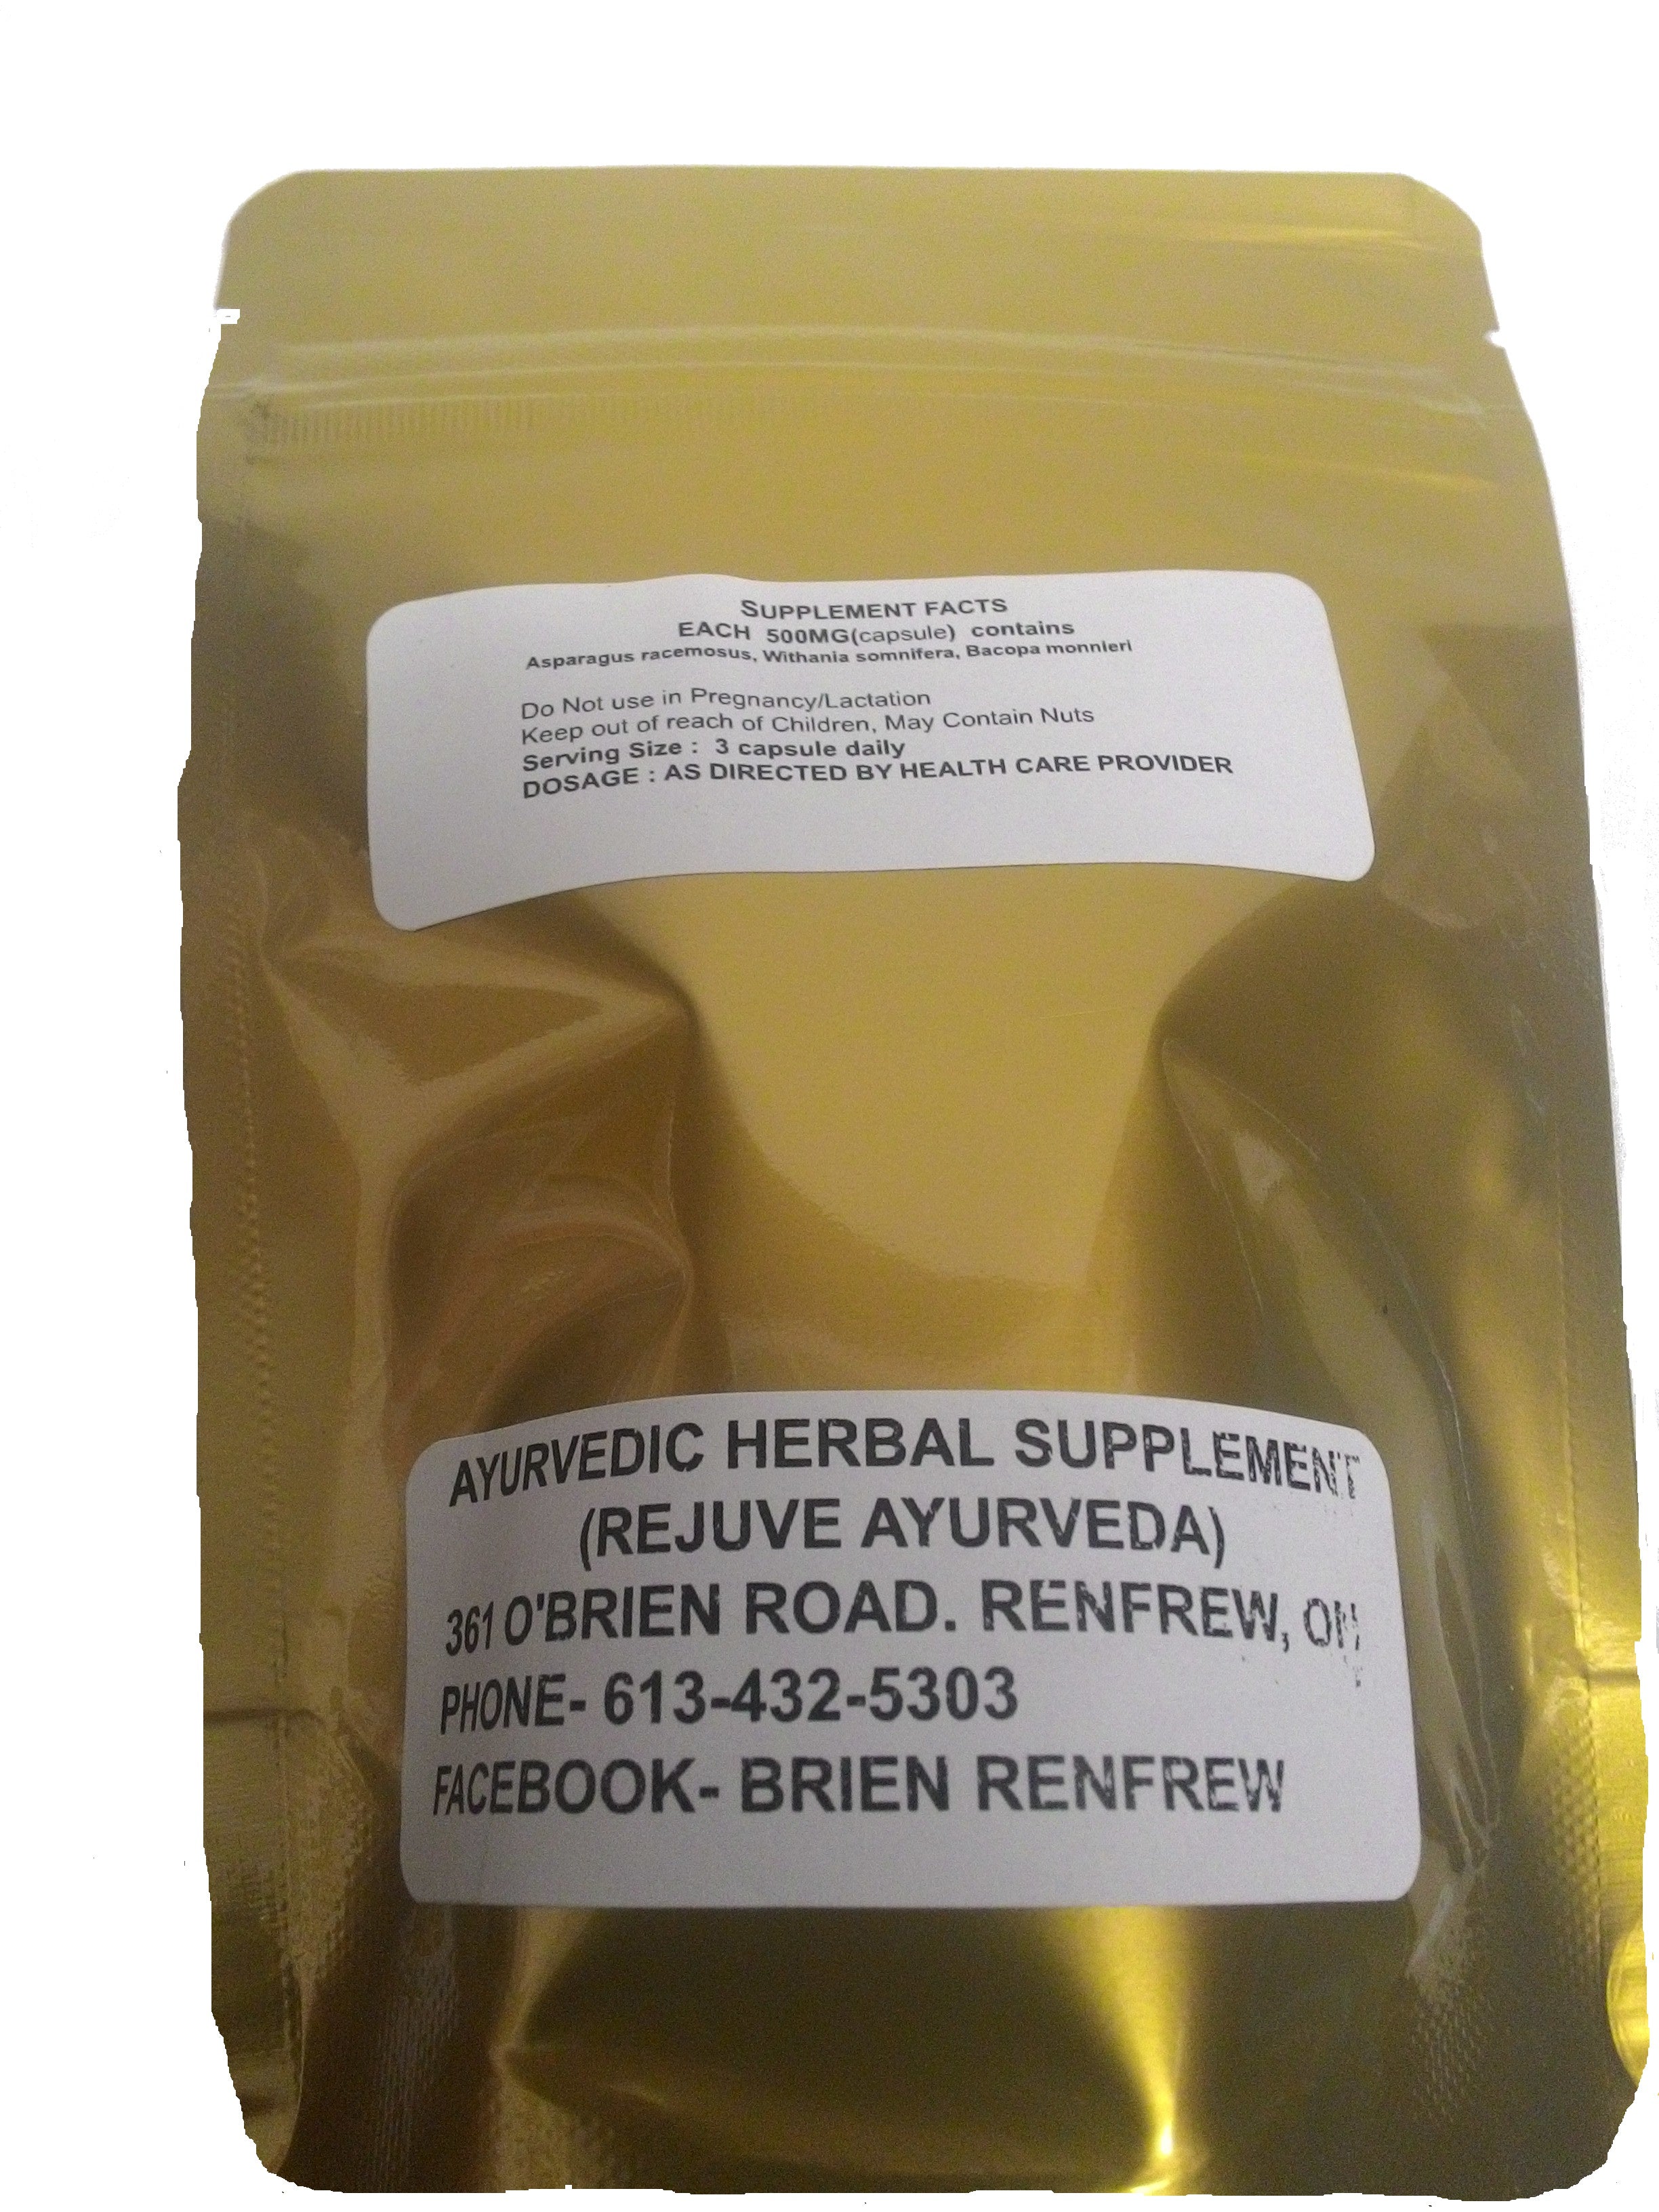 SUPPLEMENT FACTS
EACH 500MG(capsule) contains
Asparagus racemosus, Withania somnifera, Bacopa monnieri
Do Not use in Pregnancy/Lactation
Keep out of reach of Children, May Contain Nuts
Serving Size : 3 capsule daily
DOSAGE : AS DIRECTED BY HEALTH CARE PROVIDER
AYURVEDIC HERBAL SUPPLEMENT
(REJUVE AYURVEDA)
361 O'BRIEN ROAD. RENFREW, ON
PHONE- 613-432-5303
FACEBOOK- BRIEN RENFREW